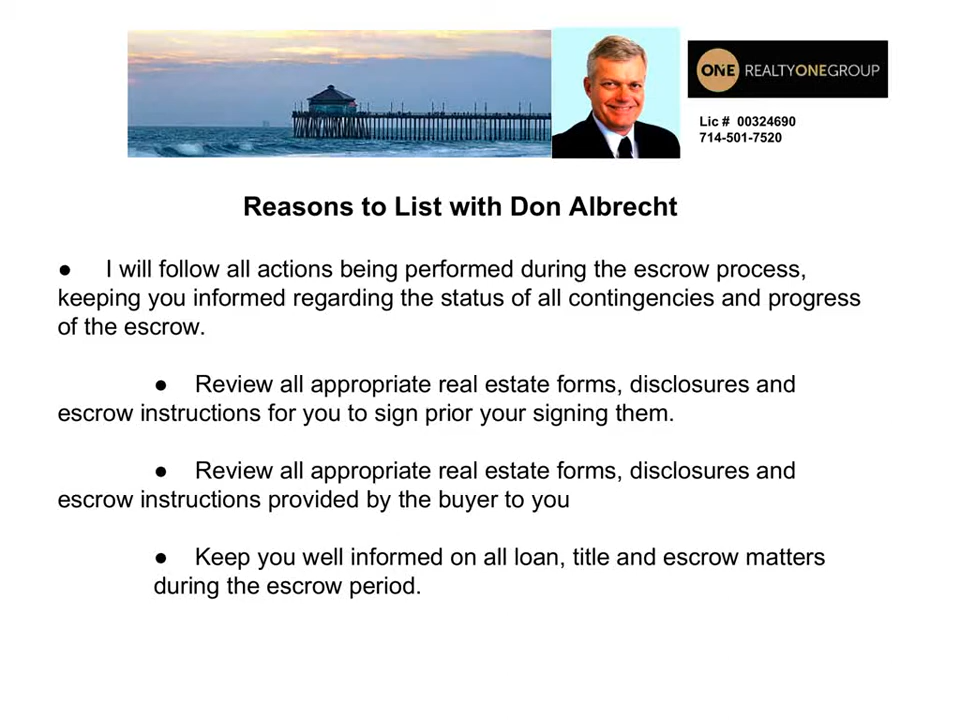 ONE REALTYONEGROUP
Lic # 00324690
714-501-7520
Reasons to List with Don Albrecht
● I will follow all actions being performed during the escrow process,
keeping you informed regarding the status of all contingencies and progress
of the escrow.
● Review all appropriate real estate forms, disclosures and
escrow instructions for you to sign prior your signing them.
● Review all appropriate real estate forms, disclosures and
escrow instructions provided by the buyer to you
● Keep you well informed on all loan, title and escrow matters
during the escrow period.